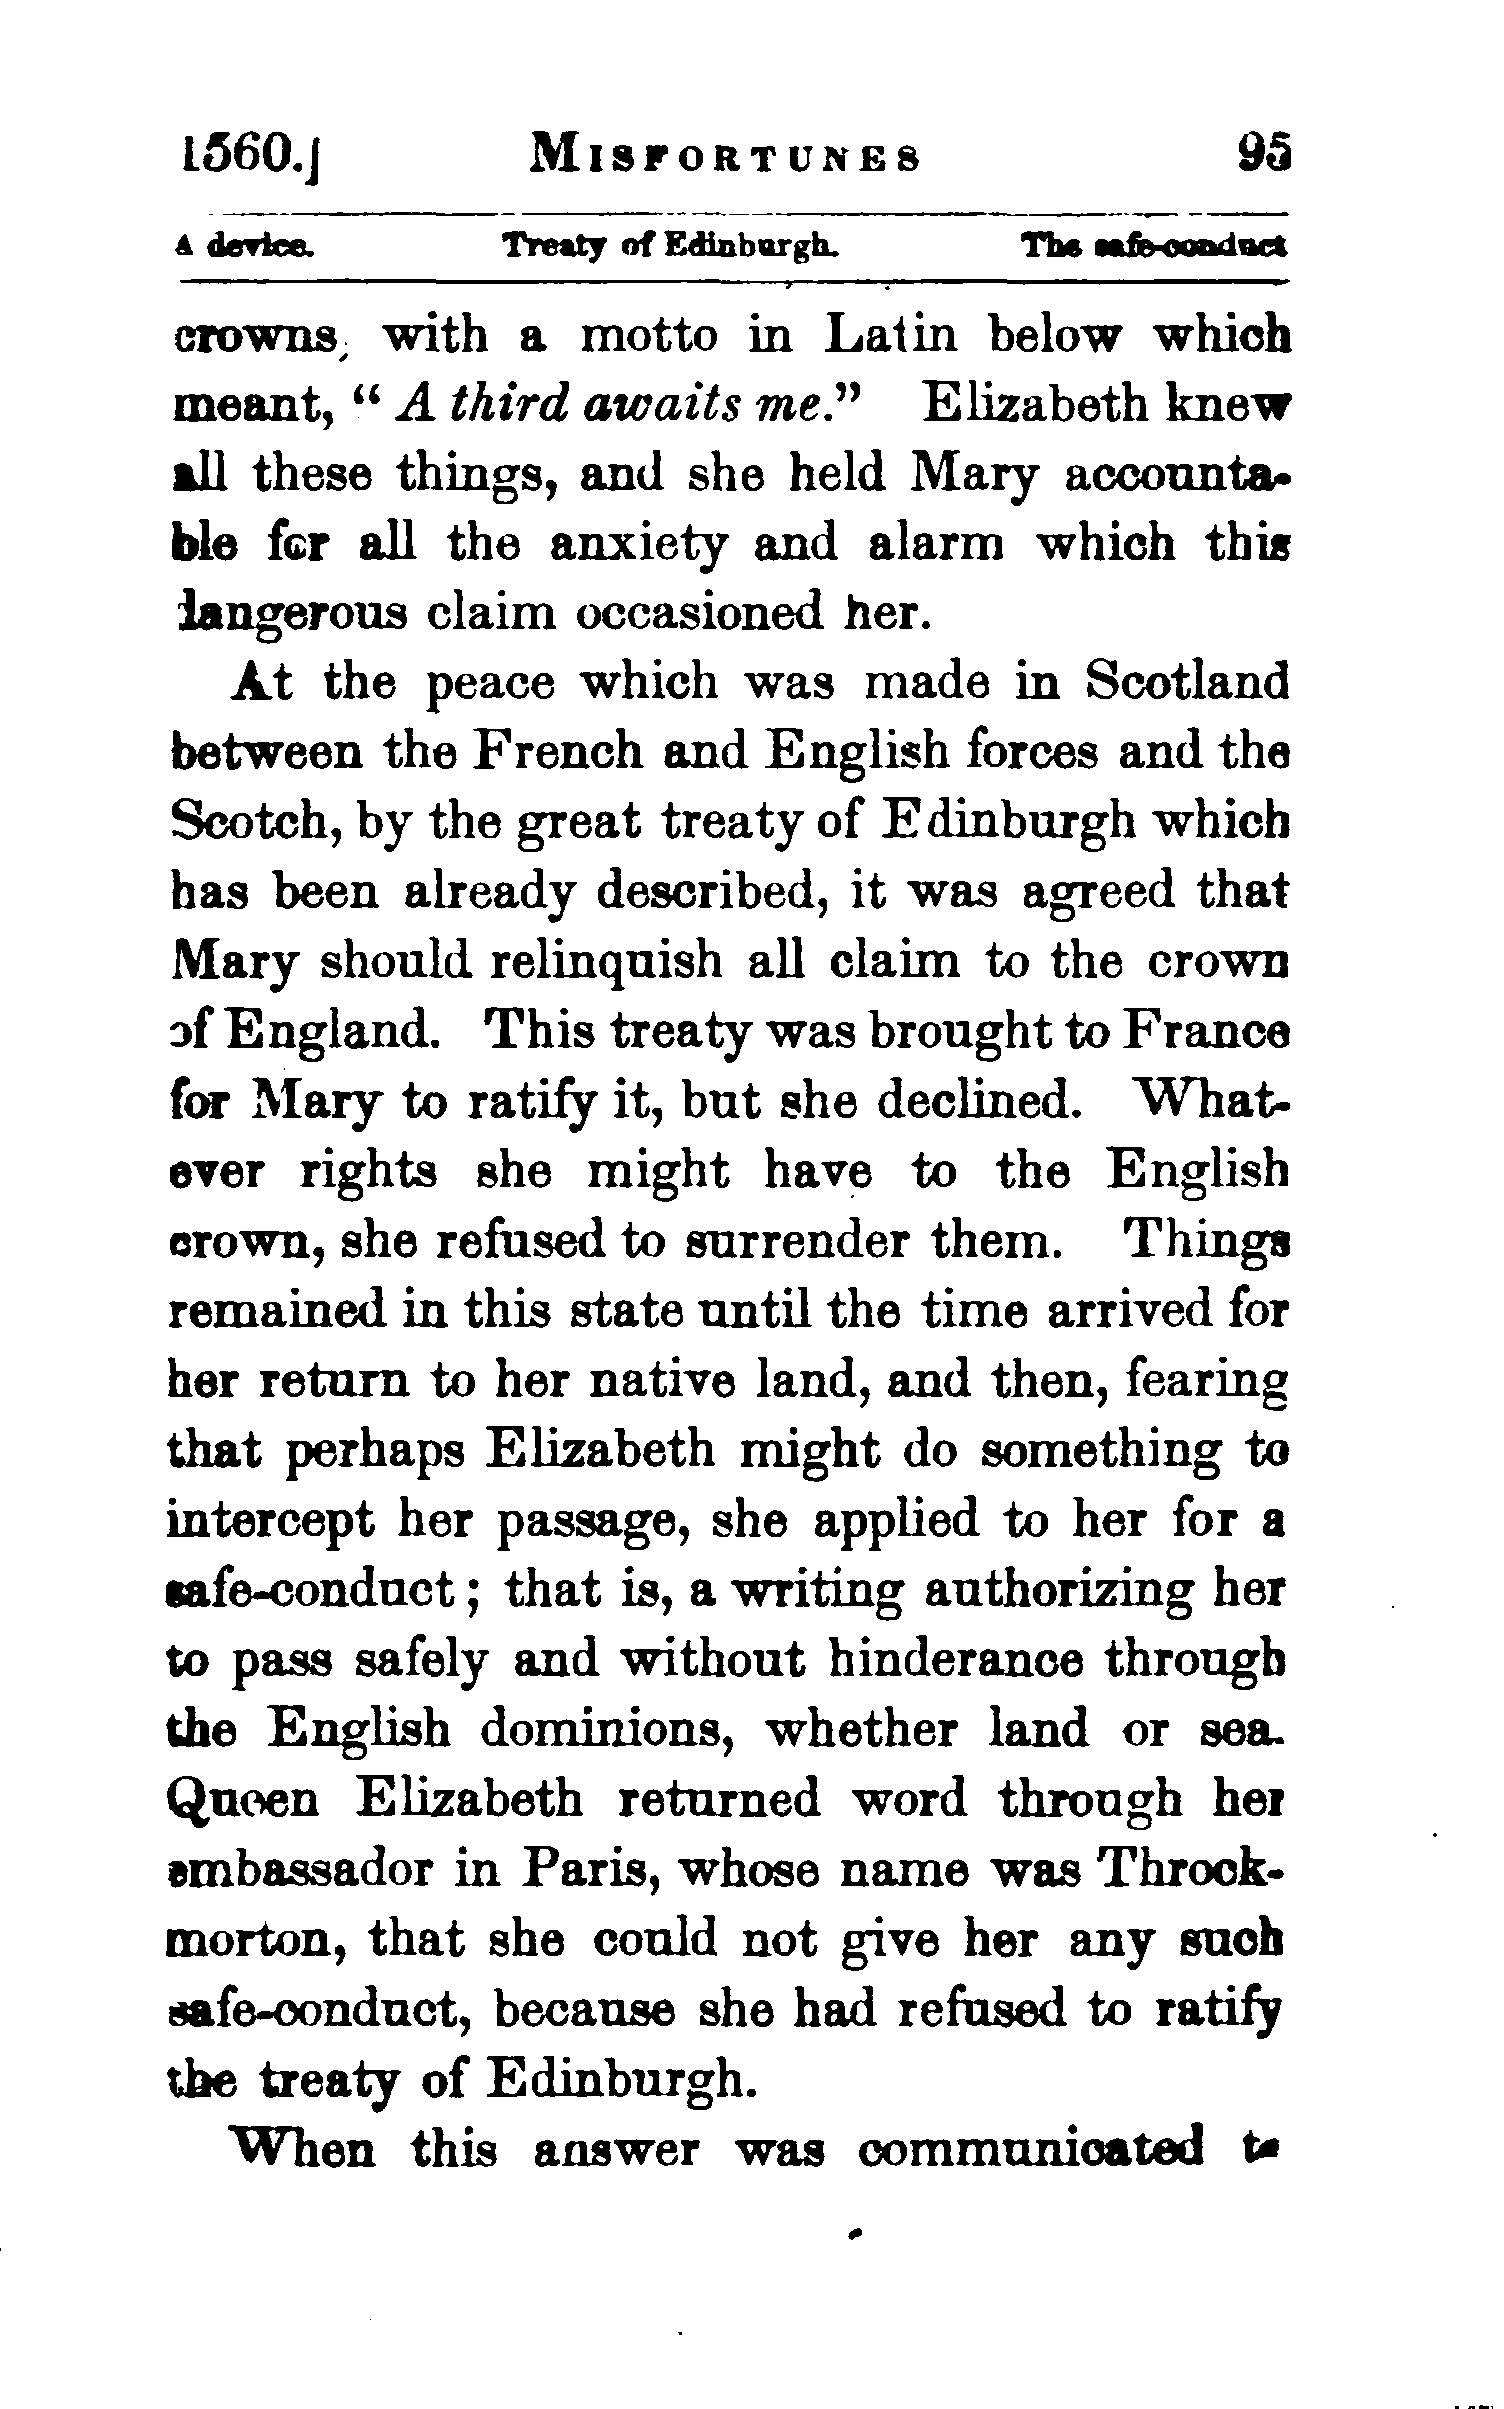 1560.] MISFORTUNES 95
A device. Treaty of Edinburgh. The safe-conduct
crowns, with a motto in Latin below which
meant, “A third awaits me.” Elizabeth knew
all these things, and she held Mary accounta-
ble for all the anxiety and alarm which this
dangerous claim occasioned her.
At the peace which was made in Scotland
between the French and English forces and the
Scotch, by the great treaty of Edinburgh which
has been already described, it was agreed that
Mary should relinquish all claim to the crown
of England. This treaty was brought to France
for Mary to ratify it, but she declined. What-
ever rights she might have to the English
crown, she refused to surrender them. Things
remained in this state until the time arrived for
her return to her native land, and then, fearing
that perhaps Elizabeth might do something to
intercept her passage, she applied to her for a
safe-conduct; that is, a writing authorizing her
to pass safely and without hinderance through
the English dominions, whether land or sea.
Queen Elizabeth returned word through her
ambassador in Paris, whose name was Throck-
morton, that she could not give her any such
safe-conduct, because she had refused to ratify
the treaty of Edinburgh.
When this answer was communicated to